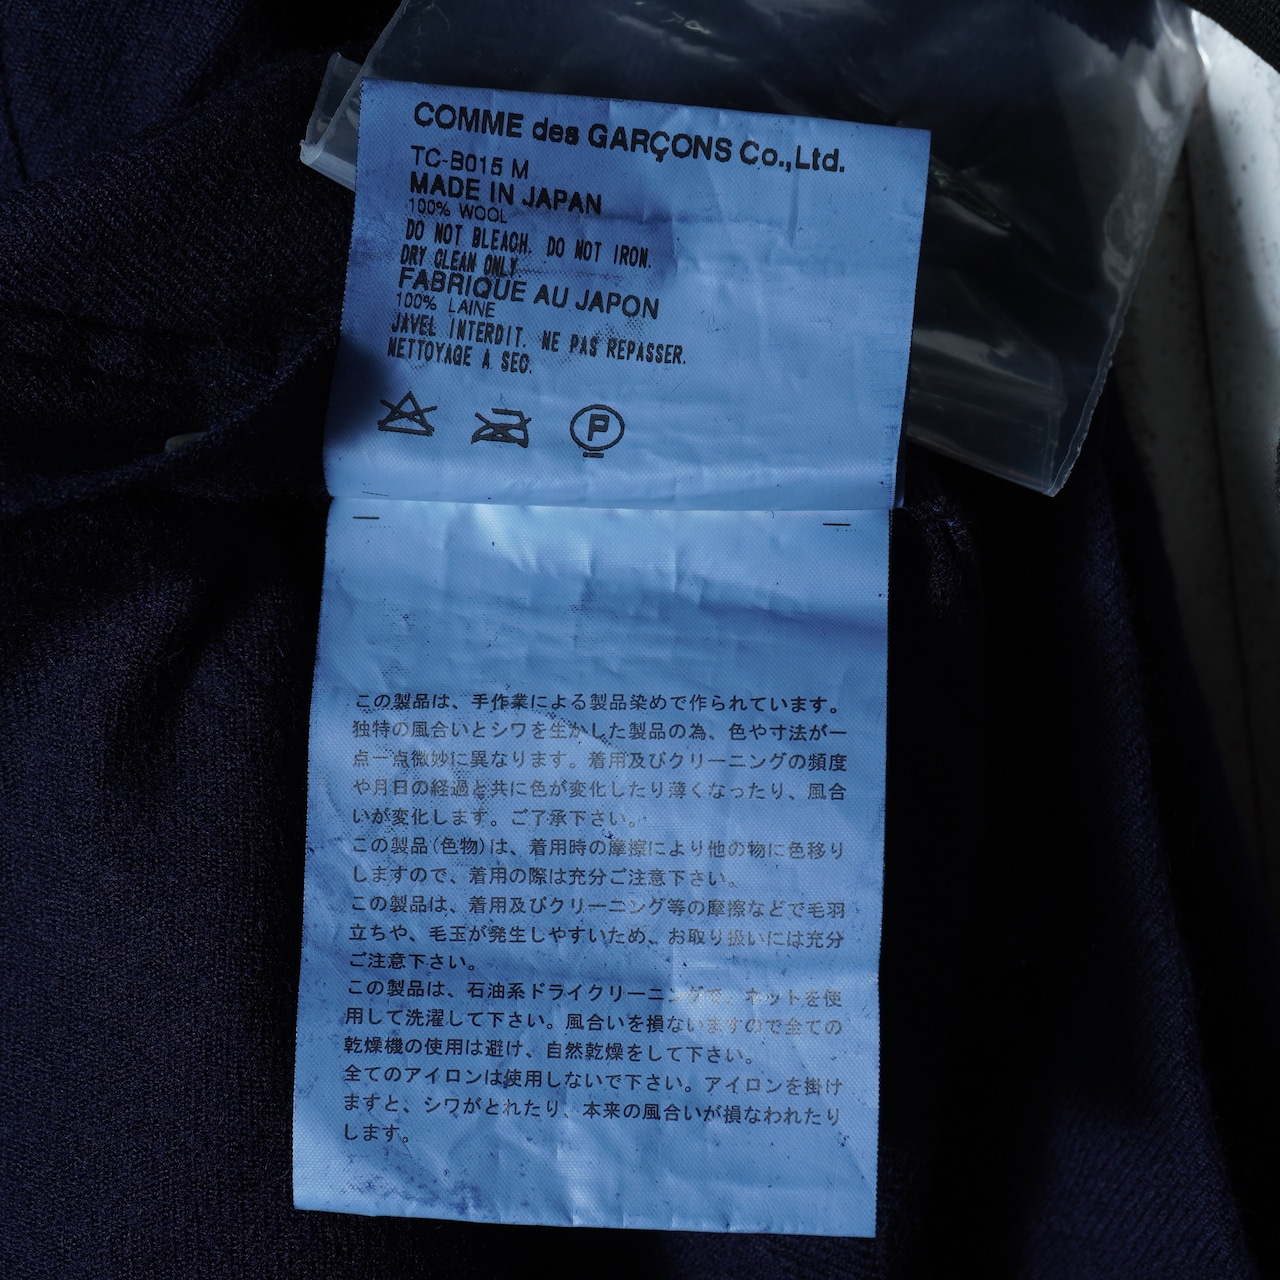 COMME des GARÇONS Co.,Ltd.
TC-B015 M
MADE IN JAPAN
100% WOOL
DO NOT BLEACH. DO NOT IRON.
DRY CLEAN ONLY.
FABRIQUE AU JAPON
100% LAINE
JAVEL INTERDIT. NE PAS REPASSER.
NETTOYAGE A SEC.
P
この製品は、手作業による製品染めで作られています。
独特の風合いとシワを生かした製品の為、色や寸法が一
点一点微妙に異なります。着用及びクリーニングの頻度
や月日の経過と共に色が変化したり薄くなったり、風合
いが変化します。ご了承下さい。
この製品(色物)は、着用時の摩擦により他の物に色移り
しますので、着用の際は充分ご注意下さい。
この製品は、着用及びクリーニング等の摩擦などで毛羽
立ちや、毛玉が発生しやすいため、お取り扱いには充分
ご注意下さい。
この製品は、石油系ドライクリーニングで、ネットを使
用して洗濯して下さい。風合いを損ないますので全ての
乾燥機の使用は避け、自然乾燥をして下さい。
全てのアイロンは使用しないで下さい。アイロンを掛け
ますと、シワがとれたり、本来の風合いが損なわれたり
します。